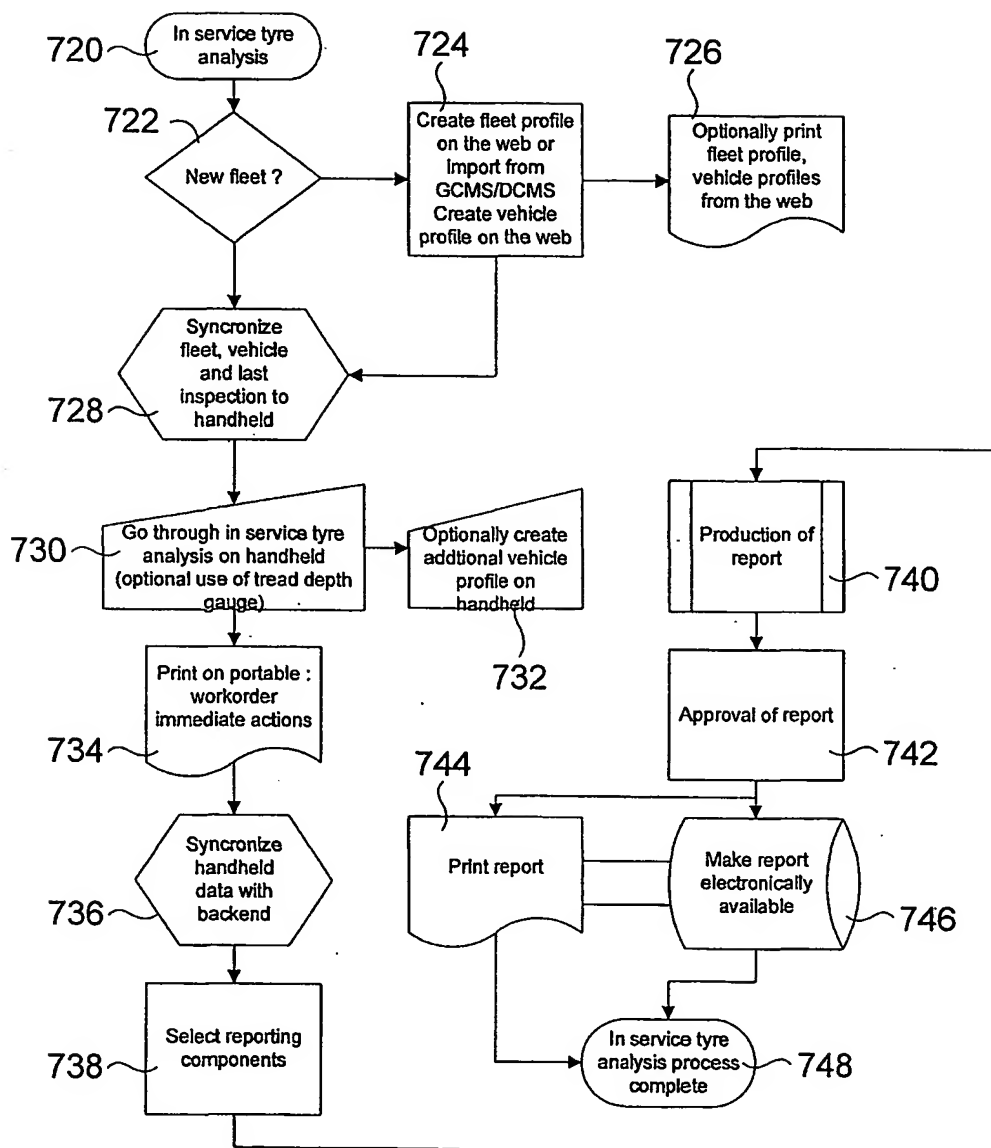 720
In service tyre
analysis
722
New fleet ?
724
Create fleet profile
on the web or
import from
GCMS/DCMS
Create vehicle
profile on the web
726
Optionally print
fleet profile,
vehicle profiles
from the web
728
Syncronize
fleet, vehicle
and last
inspection to
handheld
730
Go through in service tyre
analysis on handheld
(optional use of tread depth
gauge)
Optionally create
addtional vehicle
profile on
handheld
732
734
Print on portable :
workorder
immediate actions
736
Syncronize
handheld
data with
backend
738
Select reporting
components
Production of
report
740
Approval of report
742
744
Print report
Make report
electronically
available
746
In service tyre
analysis process
complete
748